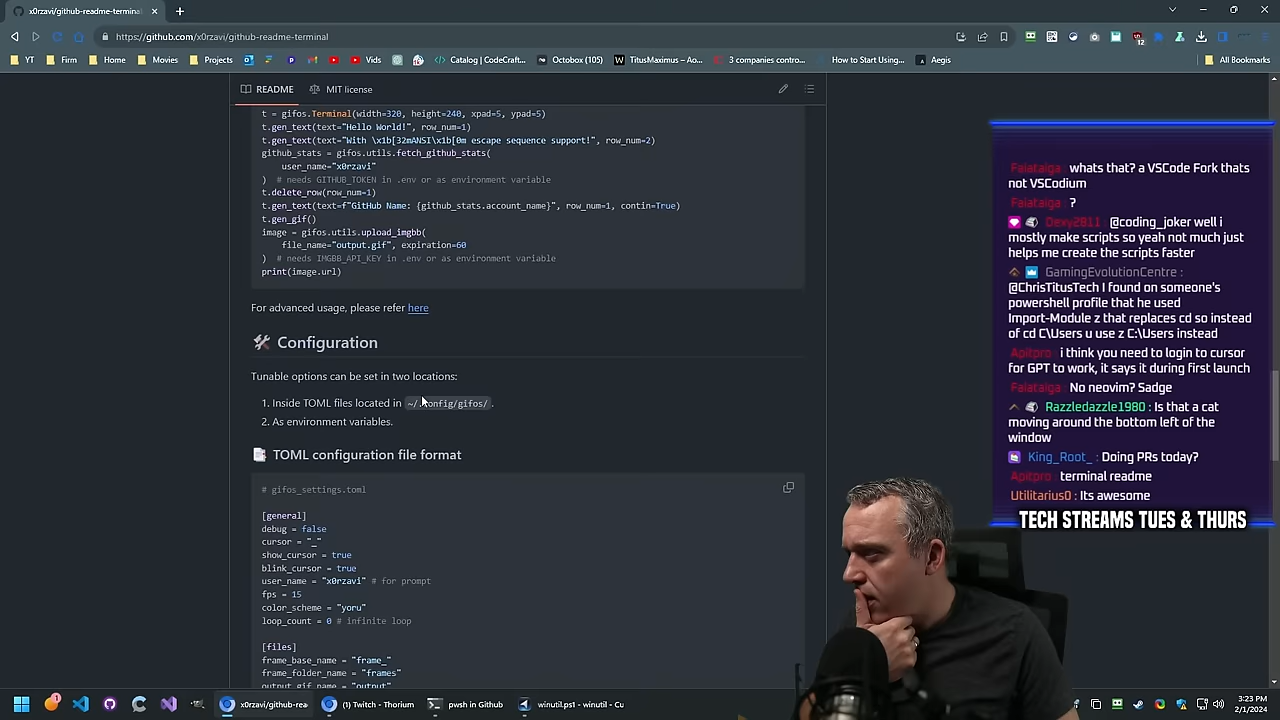 x0rzavi/github-readme-terminal
https://github.com/x0rzavi/github-readme-terminal
YT
Firm
Home
Movies
Projects
Vids
Catalog | CodeCraft...
Octobox (105)
TitusMaximus – Ao...
3 companies contro...
How to Start Using...
Aegis
All Bookmarks
README
MIT license
t = gifos.Terminal(width=320, height=240, xpad=5, ypad=5)
t.gen_text(text="Hello World!", row_num=1)
t.gen_text(text="With \x1b[32mANSI\x1b[0m escape sequence support!", row_num=2)
github_stats = gifos.utils.fetch_github_stats(
user_name="x0rzavi"
) # needs GITHUB_TOKEN in .env or as environment variable
t.delete_row(row_num=1)
t.gen_text(text=f"GitHub Name: {github_stats.account_name}", row_num=1, contin=True)
t.gen_gif()
image = gifos.utils.upload_imgbb(
file_name="output.gif", expiration=60
) # needs IMGBB_API_KEY in .env or as environment variable
print(image.url)
For advanced usage, please refer here
Configuration
Tunable options can be set in two locations:
1. Inside TOML files located in ~/.config/gifos/ .
2. As environment variables.
TOML configuration file format
# gifos_settings.toml
[general]
debug = false
cursor = "_"
show_cursor = true
blink_cursor = true
user_name = "x0rzavi" # for prompt
fps = 15
color_scheme = "yoru"
loop_count = 0 # infinite loop
[files]
frame_base_name = "frame_"
frame_folder_name = "frames"
output_gif_name = "output"
Falataiga whats that? a VSCode Fork thats
not VSCodium
Falataiga ?
Dexy2811 @coding_joker well i
mostly make scripts so yeah not much just
helps me create the scripts faster
GamingEvolutionCentre :
@ChrisTitusTech I found on someone's
powershell profile that he used
Import-Module z that replaces cd so instead
of cd C\Users u use z C:\Users instead
Apitpro i think you need to login to cursor
for GPT to work, it says it during first launch
Falataiga No neovim? Sadge
Razzledazzle1980 : Is that a cat
moving around the bottom left of the
window
King_Root_ : Doing PRs today?
Apitpro terminal readme
Utilitarius0 : Its awesome
TECH STREAMS TUES & THURS
x0rzavi/github-rea
(1) Twitch - Thorium
pwsh in Github
winutil.ps1 - winutil - Cu
3:23 PM
2/1/2024